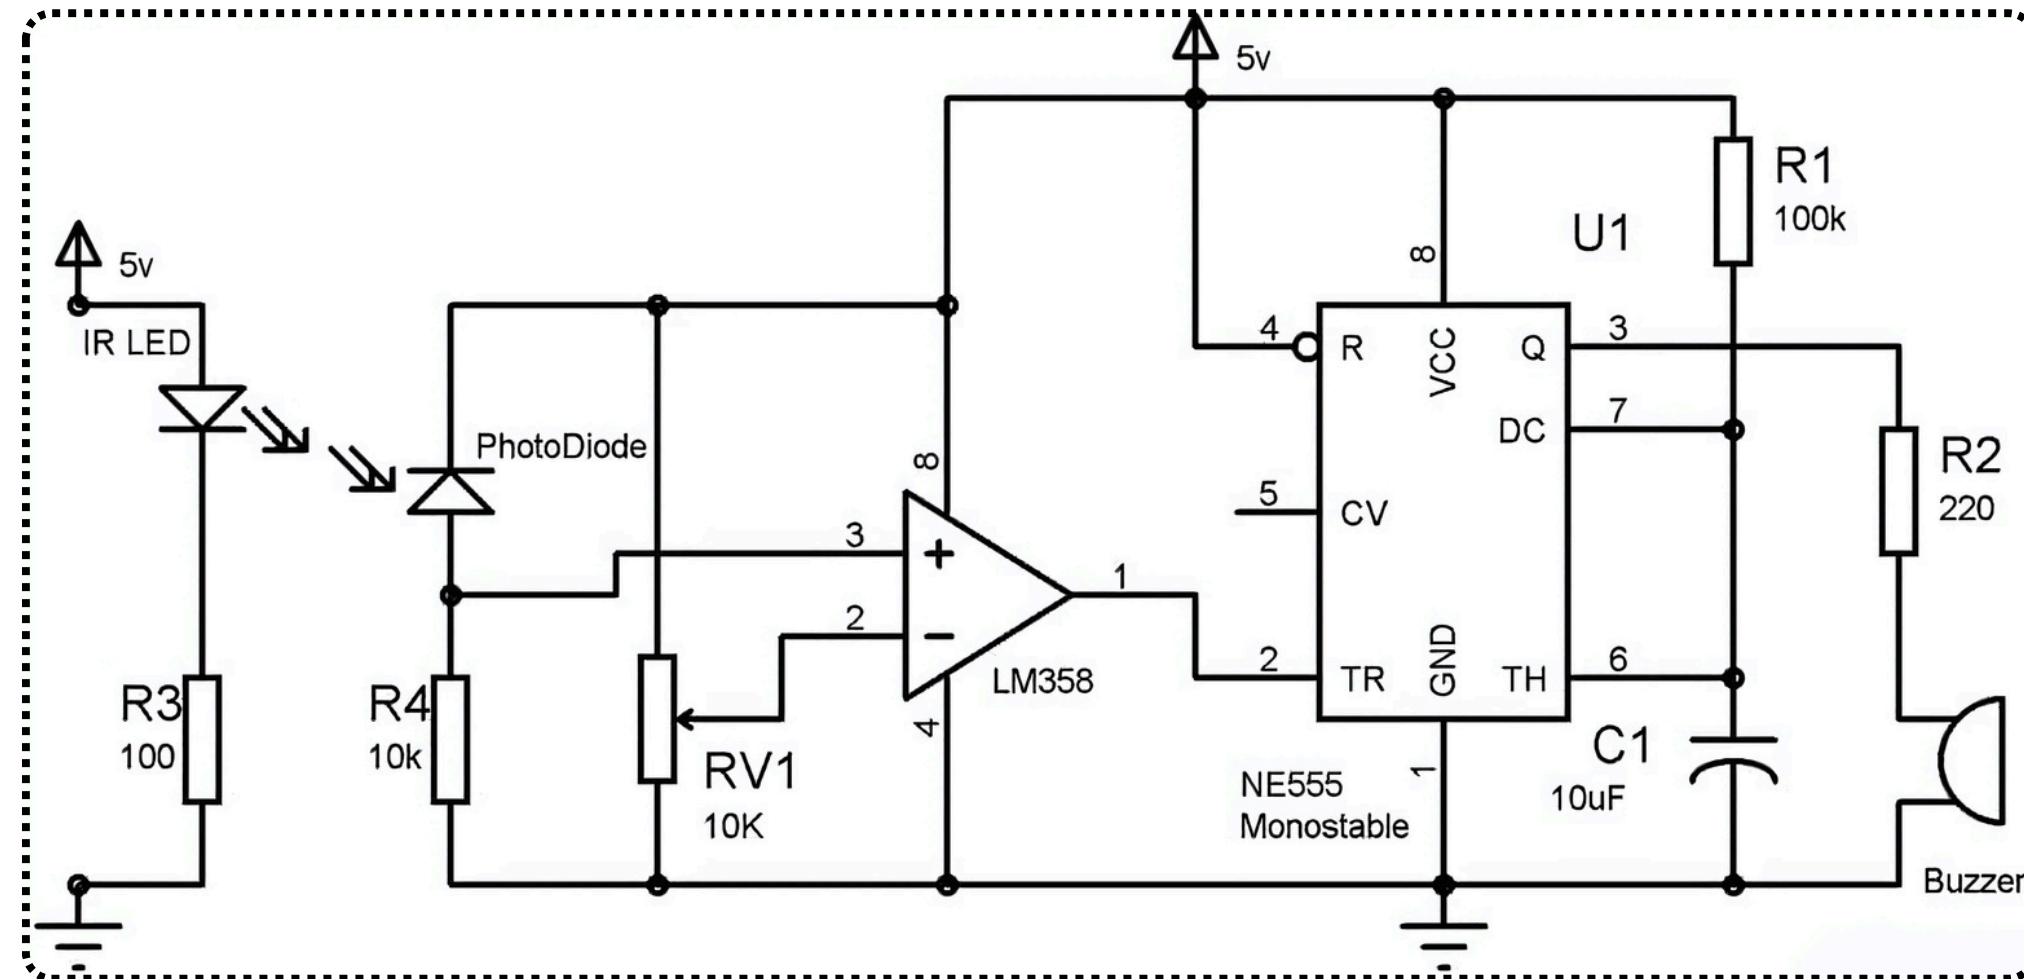 5v
5v
IR LED
PhotoDiode
R3
100
R4
10k
RV1
10K
8
3
+
2
−
4
1
LM358
U1
8
4
R
VCC
Q
3
DC
7
5
CV
2
TR
GND
TH
6
1
NE555
Monostable
R1
100k
R2
220
C1
10uF
Buzzer